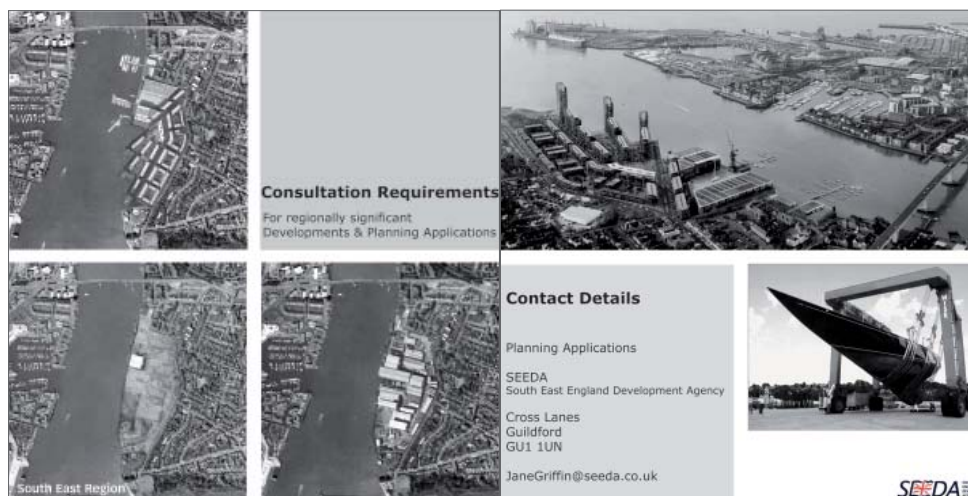 Consultation Requirements
For regionally significant
Developments & Planning Applications
South East Region
Contact Details
Planning Applications
SEEDA
South East England Development Agency
Cross Lanes
Guildford
GU1 1UN
JaneGriffin@seeda.co.uk
SEEDA